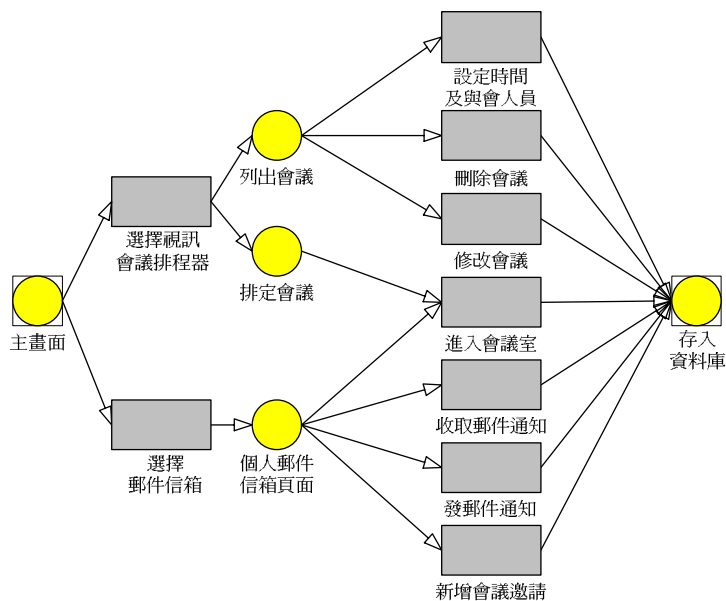 設定時間
及與會人員
列出會議
刪除會議
選擇視訊
會議排程器
修改會議
排定會議
主畫面
進入會議室
存入
資料庫
收取郵件通知
選擇
郵件信箱
個人郵件
信箱頁面
發郵件通知
新增會議邀請